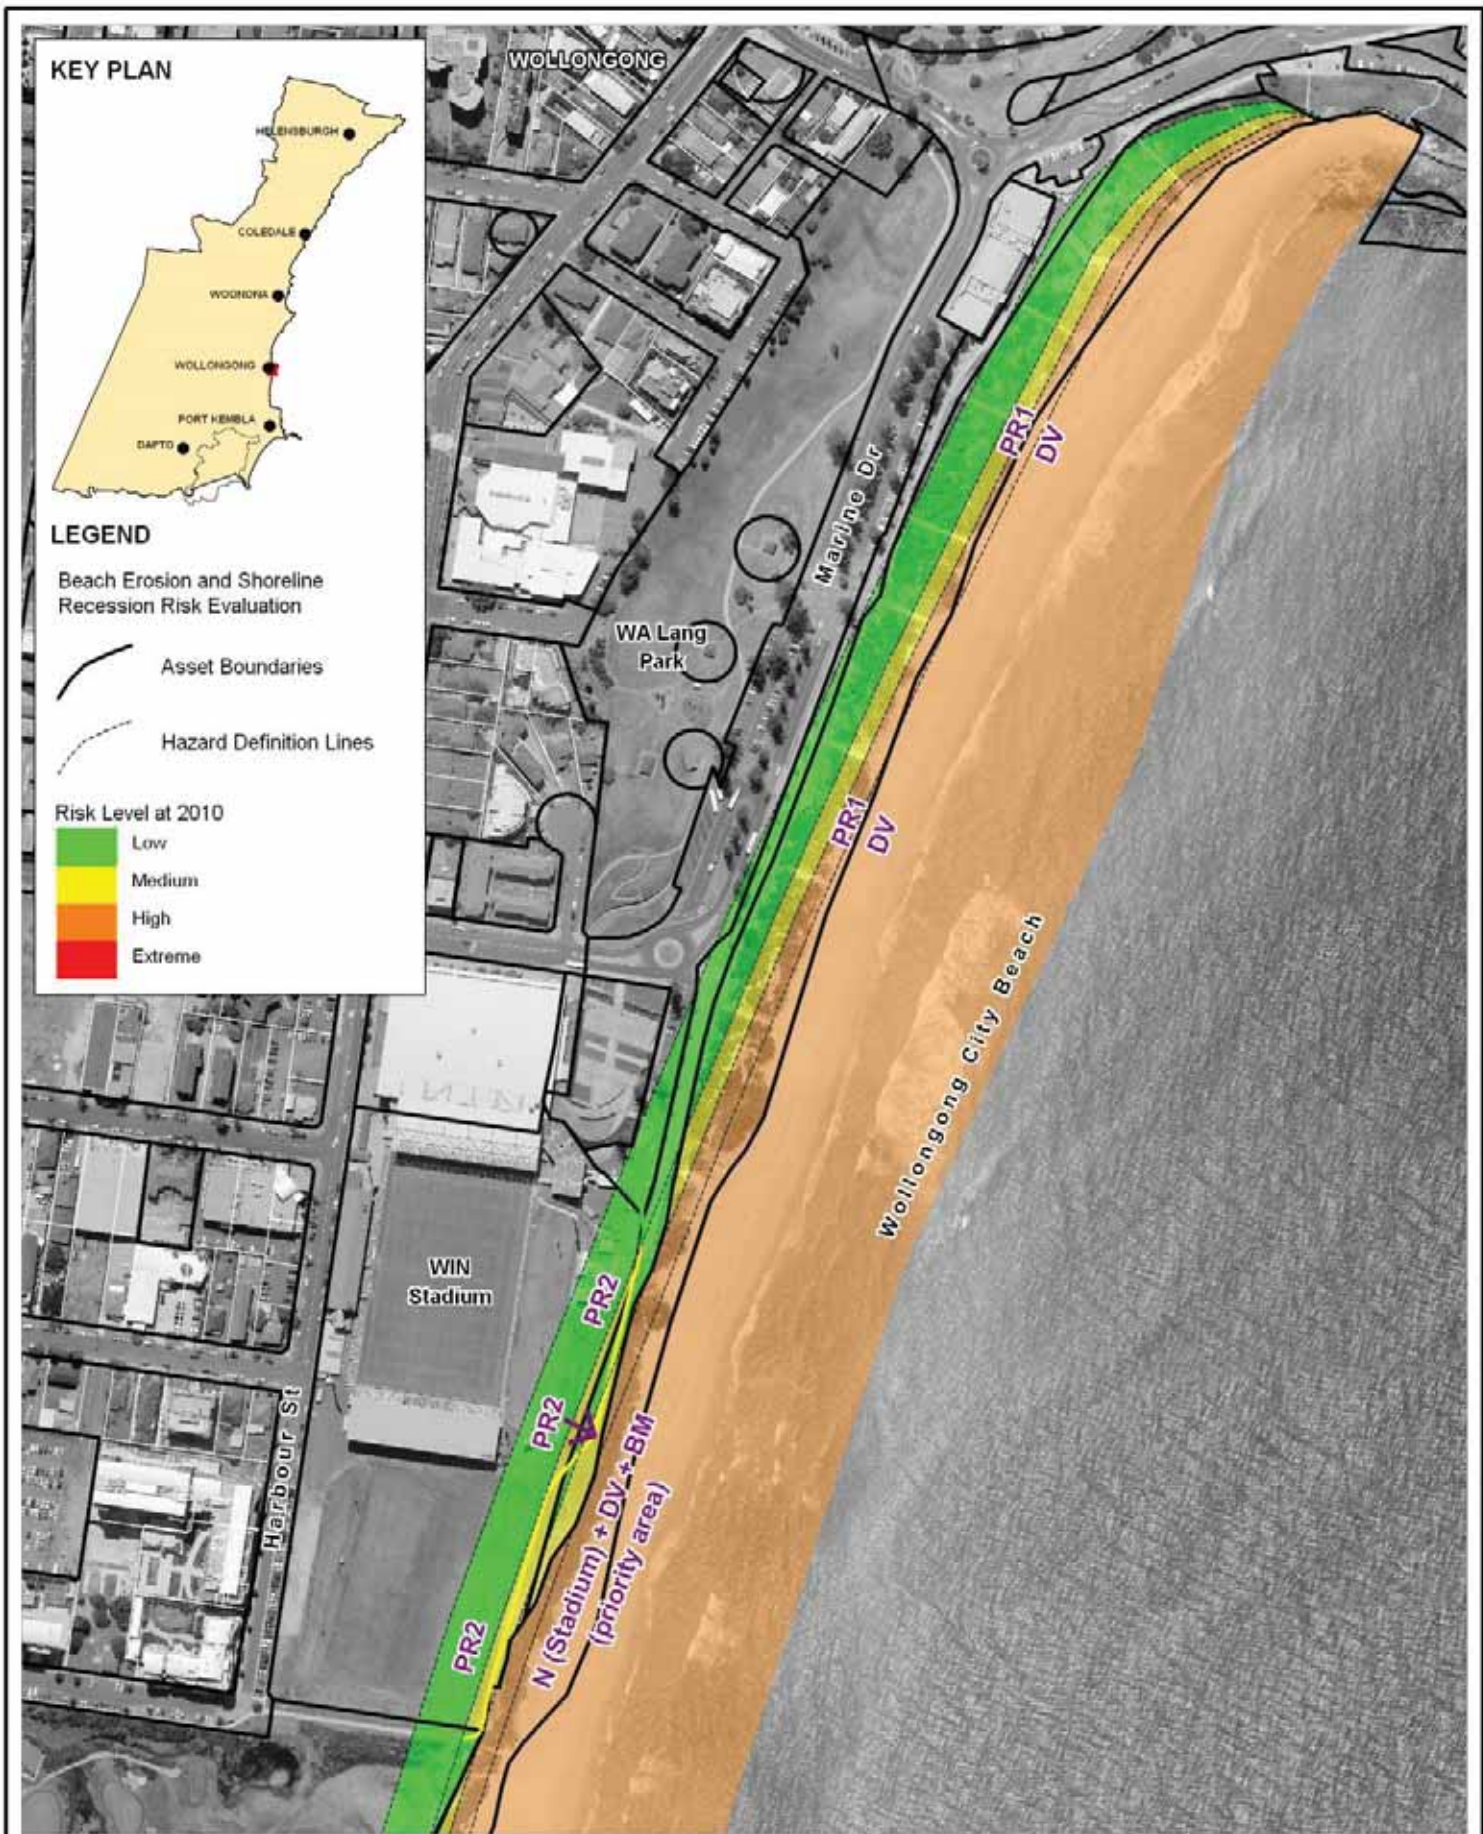 KEY PLAN
HELENSBURGH
COLEDALE
WOONONA
WOLLONGONG
PORT KEMBLA
DAPTO
LEGEND
Beach Erosion and Shoreline
Recession Risk Evaluation
Asset Boundaries
Hazard Definition Lines
Risk Level at 2010
Low
Medium
High
Extreme
WOLLONGONG
PR1
DV
Marine Dr
WA Lang
Park
PR1
DV
Wollongong City Beach
WIN
Stadium
PR2
PR2
Harbour St
N (Stadium) + DV + BM
(priority area)
PR2
WIN